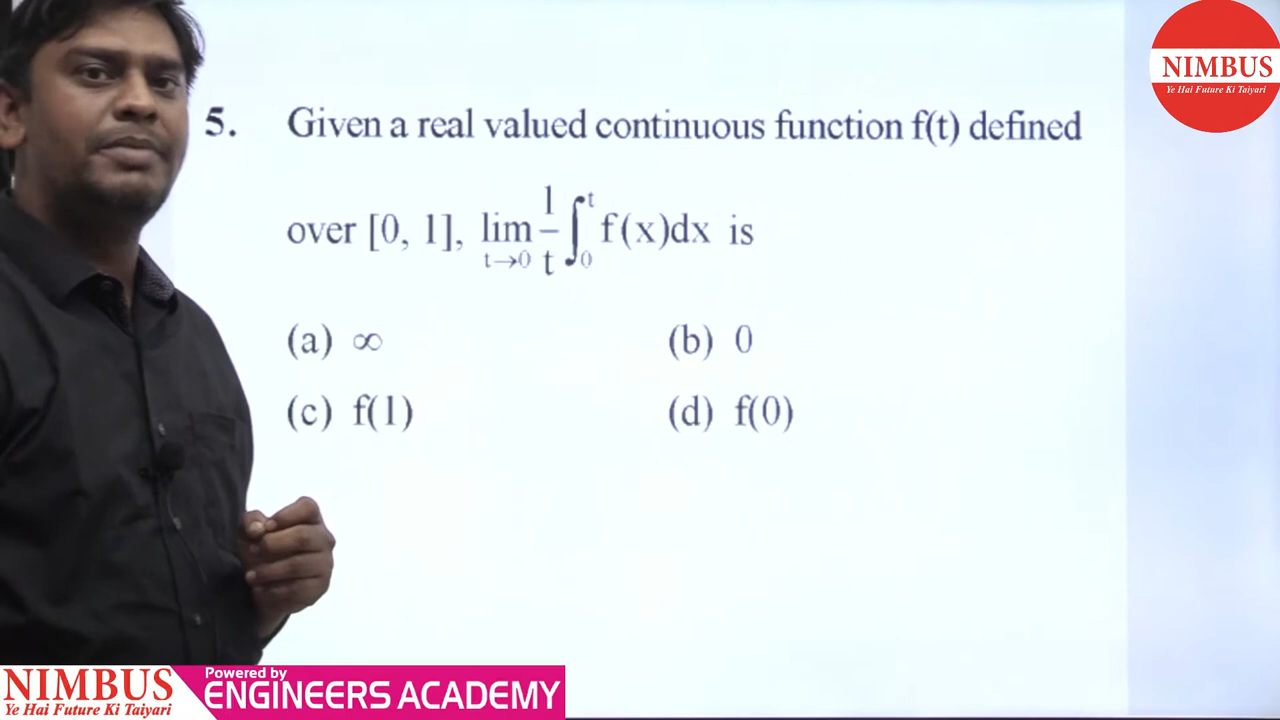 NIMBUS
Ye Hai Future Ki Taiyari
5. Given a real valued continuous function f(t) defined
over [0, 1], lim t→0 1/t ∫₀ᵗ f(x)dx is
(a) ∞ (b) 0
(c) f(1) (d) f(0)
NIMBUS
Ye Hai Future Ki Taiyari
Powered by
ENGINEERS ACADEMY